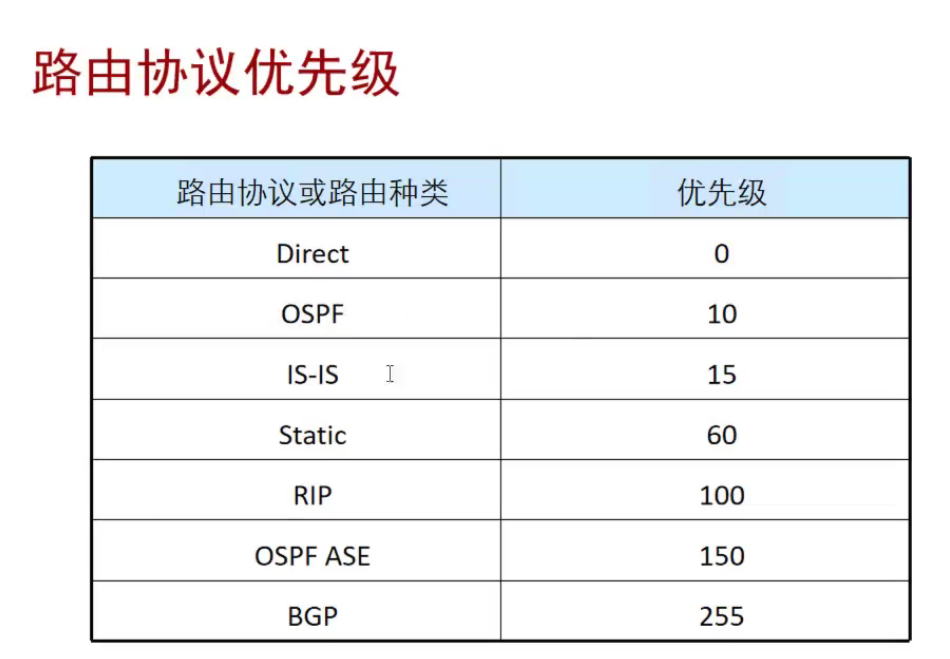 路由协议优先级
路由协议或路由种类 优先级
Direct 0
OSPF 10
IS-IS 15
Static 60
RIP 100
OSPF ASE 150
BGP 255